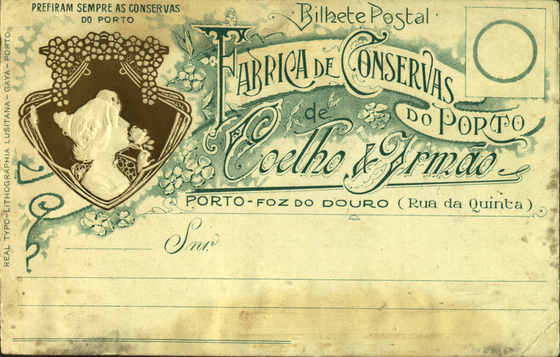 PREFIRAM SEMPRE AS CONSERVAS
DO PORTO
Bilhete Postal
FABRICA DE CONSERVAS
DO PORTO
de
Coelho & Irmão
PORTO-FOZ DO DOURO (Rua da Quinta)
Snr.
REAL TYPO-LITHOGRAPHIA LUSITANA-GAYA-PORTO